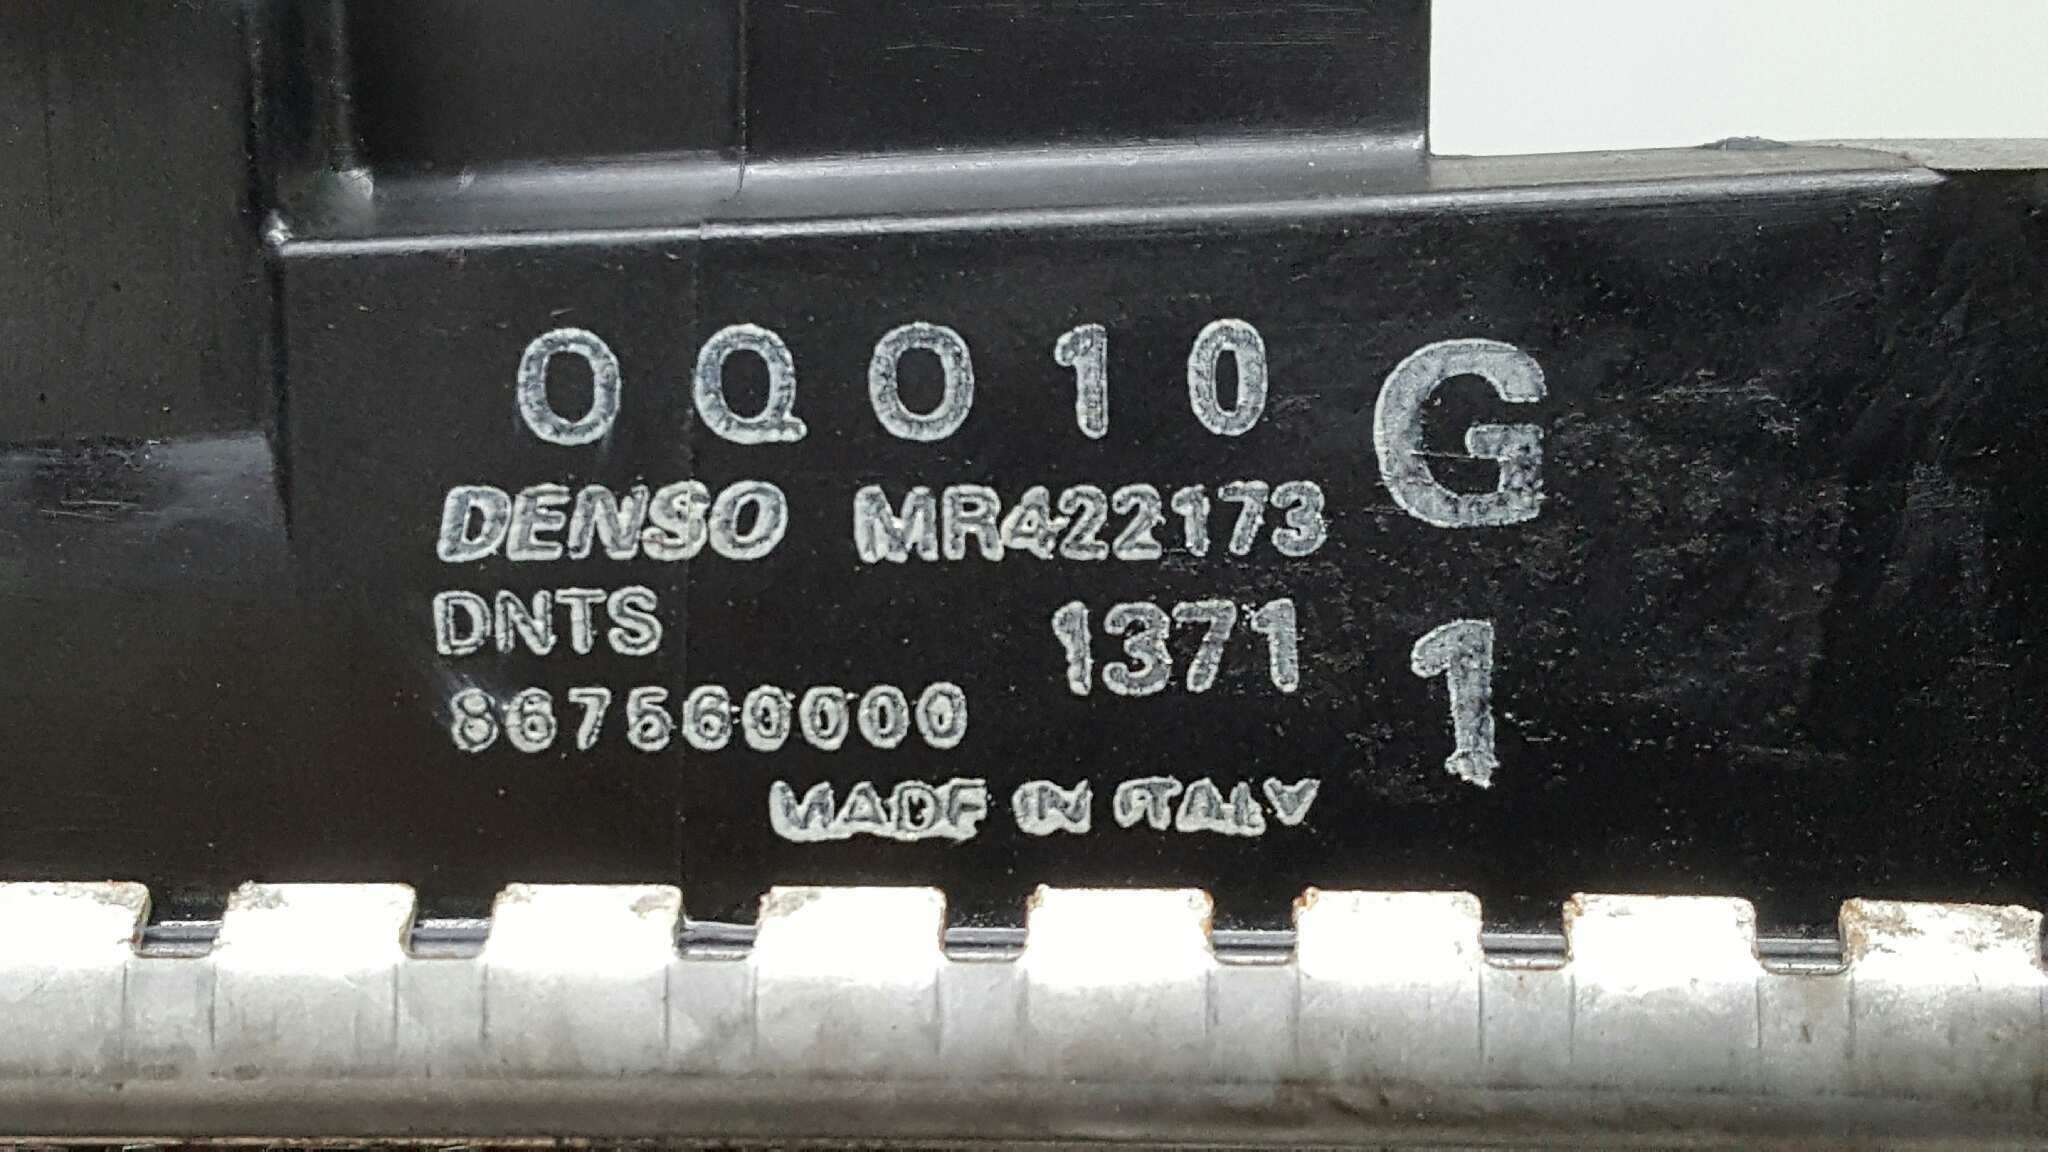 0Q010 G
DENSO MR422173
DNTS 1371 1
867560000
MADE IN ITALY